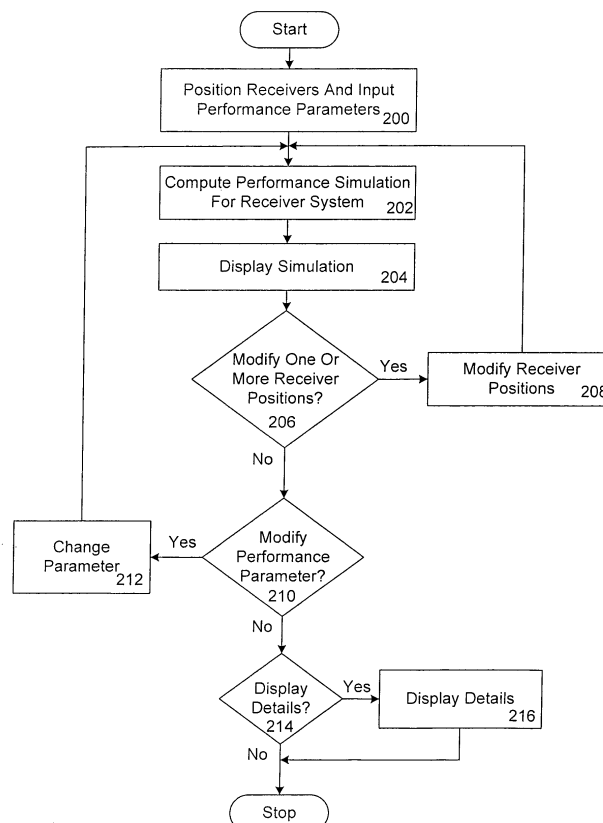 Start
Position Receivers And Input
Performance Parameters
200
Compute Performance Simulation
For Receiver System
202
Display Simulation
204
Modify One Or
More Receiver
Positions?
206
Yes
Modify Receiver
Positions
208
No
Modify
Performance
Parameter?
210
Yes
Change
Parameter
212
No
Display
Details?
214
Yes
Display Details
216
No
Stop